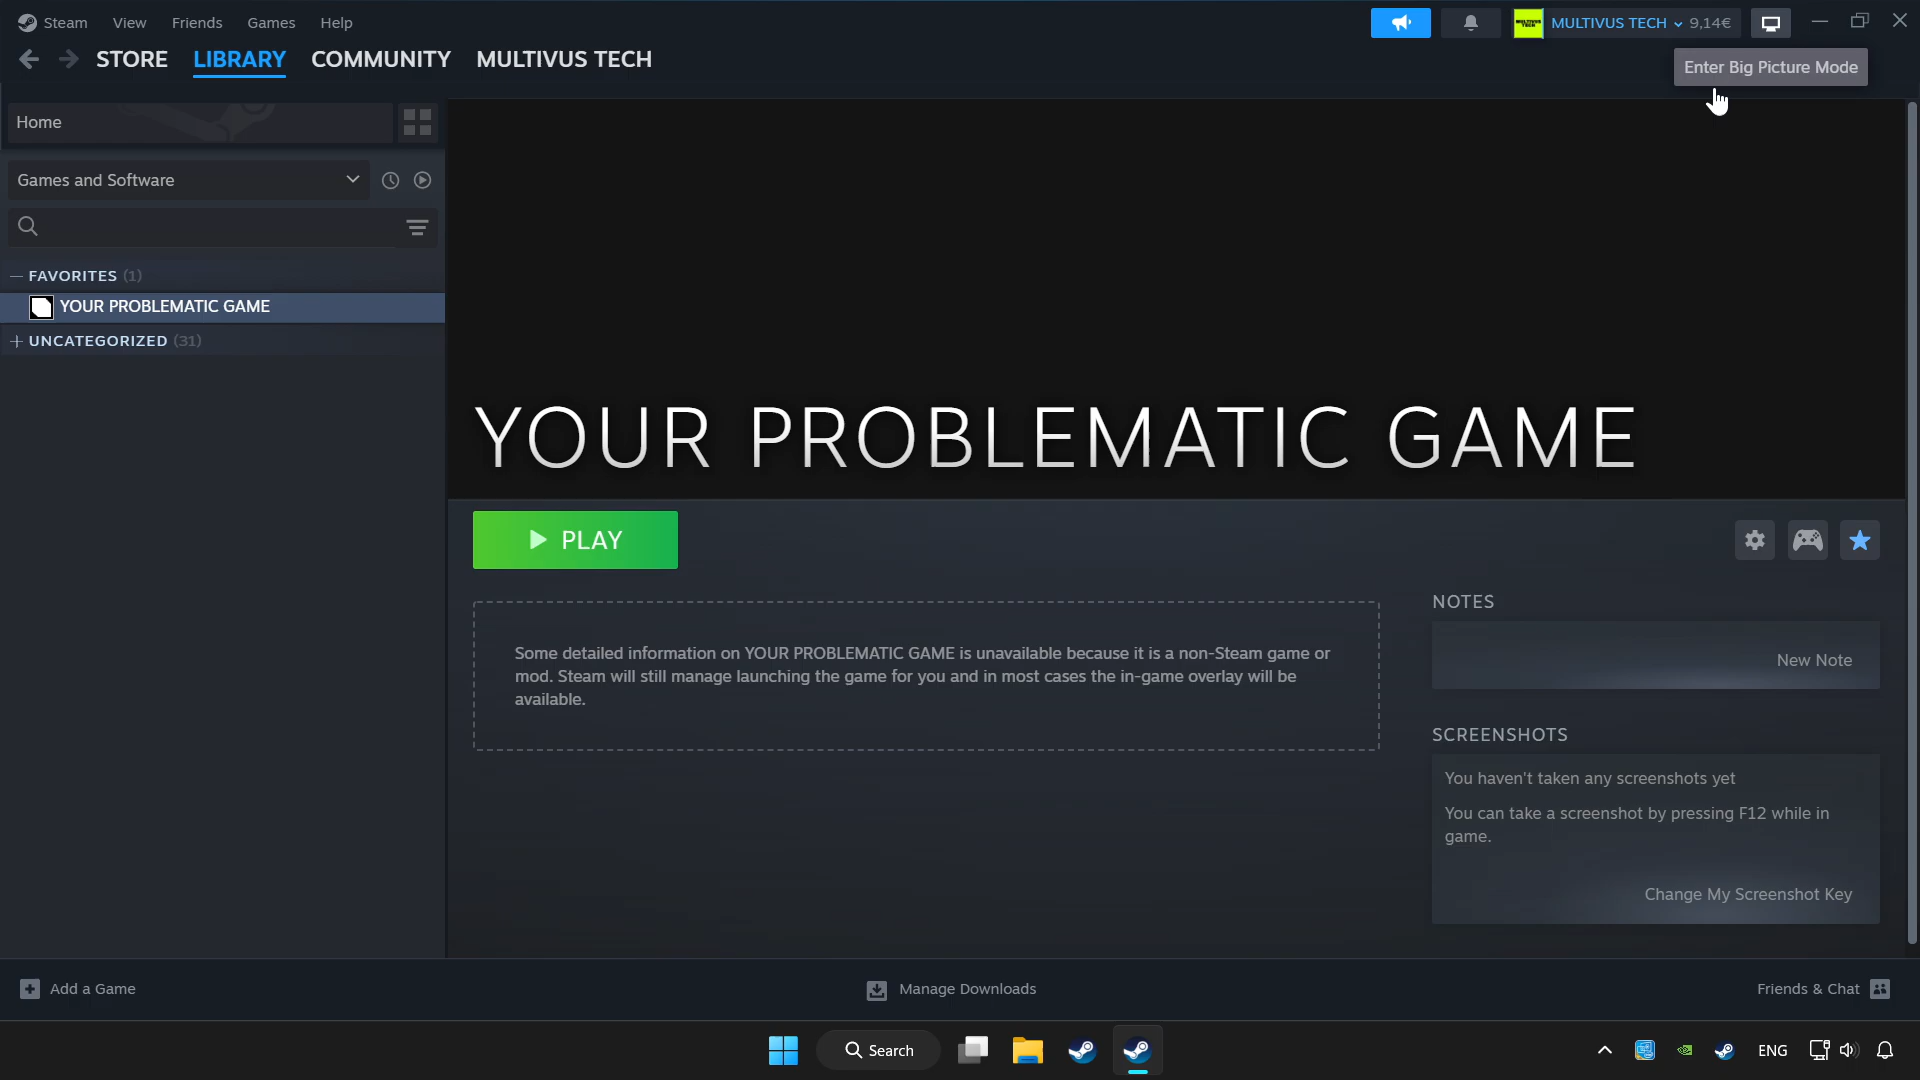 Steam View Friends Games Help
MULTIVUS TECH 9,14€
STORE LIBRARY COMMUNITY MULTIVUS TECH
Enter Big Picture Mode
Home
Games and Software
FAVORITES (1)
YOUR PROBLEMATIC GAME
UNCATEGORIZED (31)
YOUR PROBLEMATIC GAME
PLAY
Some detailed information on YOUR PROBLEMATIC GAME is unavailable because it is a non-Steam game or
mod. Steam will still manage launching the game for you and in most cases the in-game overlay will be
available.
NOTES
New Note
SCREENSHOTS
You haven't taken any screenshots yet
You can take a screenshot by pressing F12 while in
game.
Change My Screenshot Key
Add a Game
Manage Downloads
Friends & Chat
Search
ENG